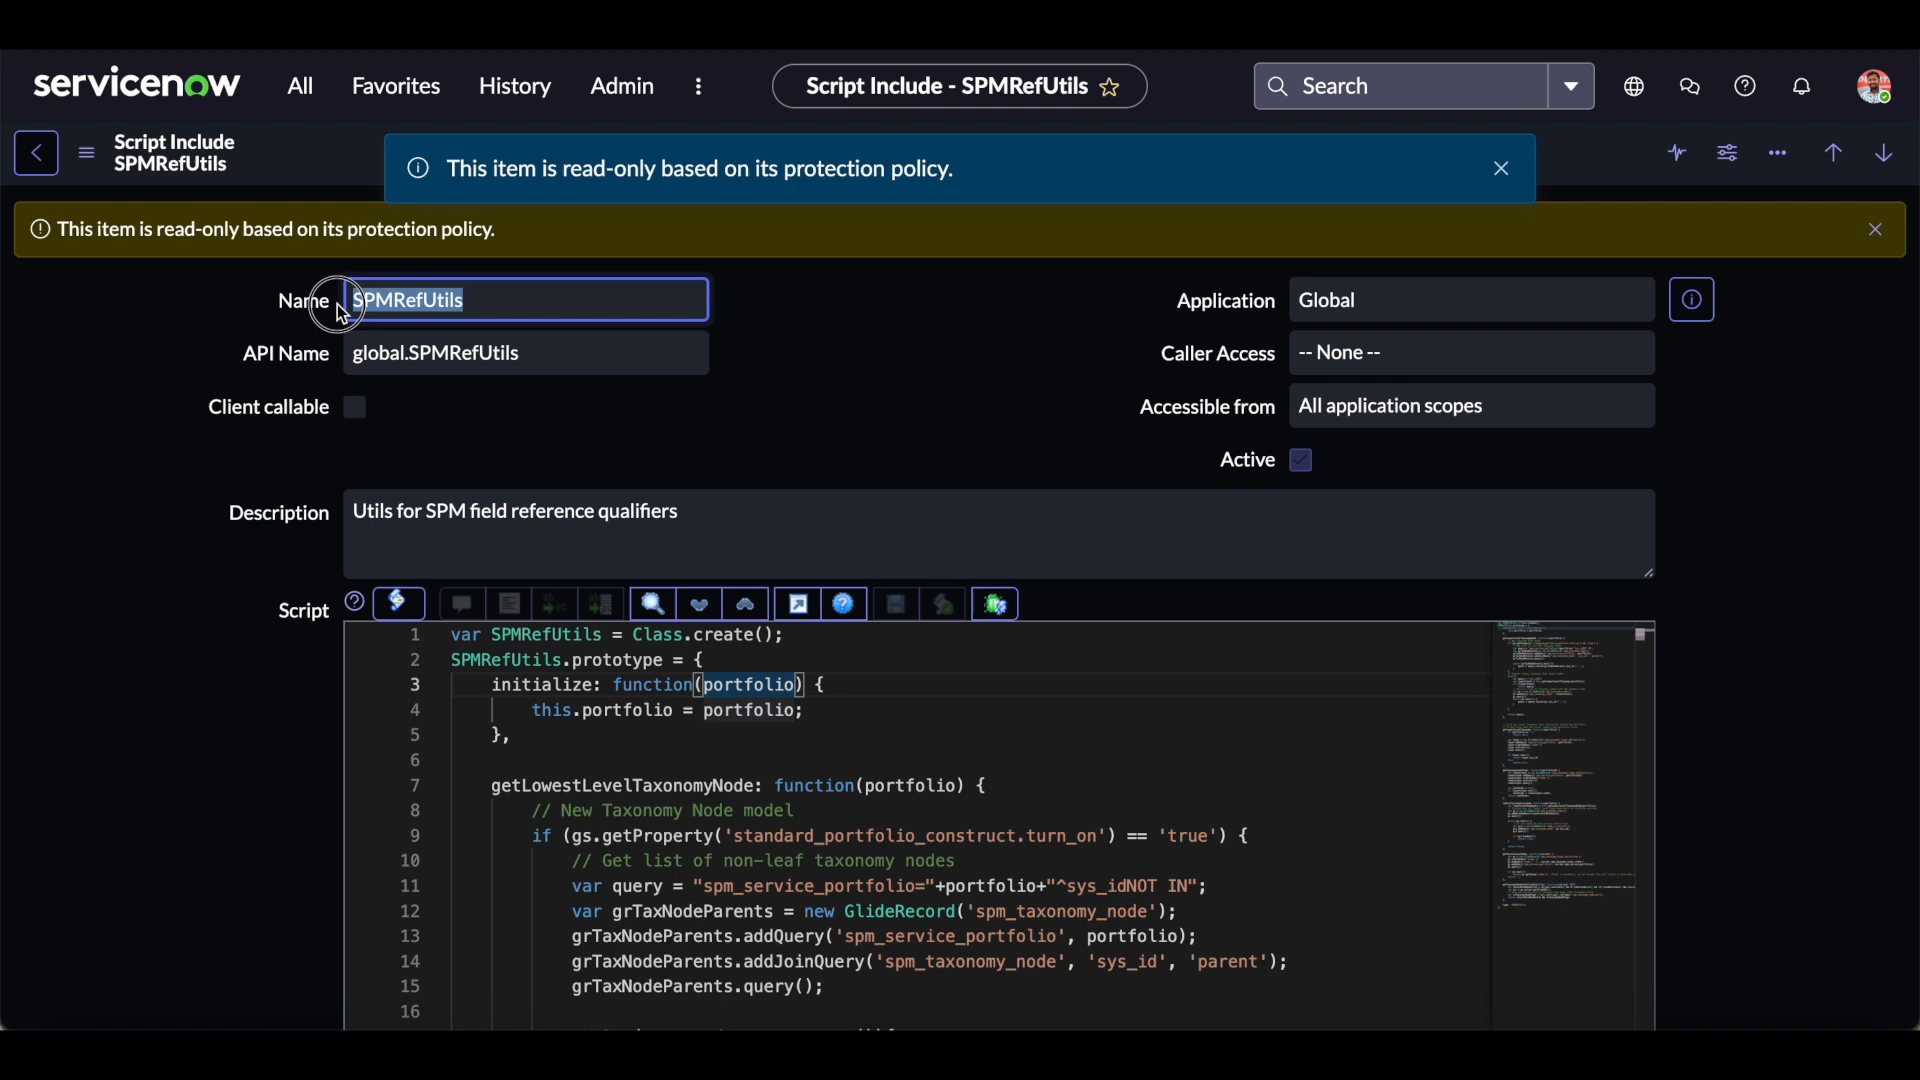 servicenow All Favorites History Admin Script Include - SPMRefUtils Search
Script Include
SPMRefUtils
This item is read-only based on its protection policy.
This item is read-only based on its protection policy.
Name SPMRefUtils Application Global
API Name global.SPMRefUtils Caller Access -- None --
Client callable Accessible from All application scopes
Active
Description Utils for SPM field reference qualifiers
Script
1 var SPMRefUtils = Class.create();
2 SPMRefUtils.prototype = {
3 initialize: function(portfolio) {
4 this.portfolio = portfolio;
5 },
6
7 getLowestLevelTaxonomyNode: function(portfolio) {
8 // New Taxonomy Node model
9 if (gs.getProperty('standard_portfolio_construct.turn_on') == 'true') {
10 // Get list of non-leaf taxonomy nodes
11 var query = "spm_service_portfolio="+portfolio+"^sys_idNOT IN";
12 var grTaxNodeParents = new GlideRecord('spm_taxonomy_node');
13 grTaxNodeParents.addQuery('spm_service_portfolio', portfolio);
14 grTaxNodeParents.addJoinQuery('spm_taxonomy_node', 'sys_id', 'parent');
15 grTaxNodeParents.query();
16